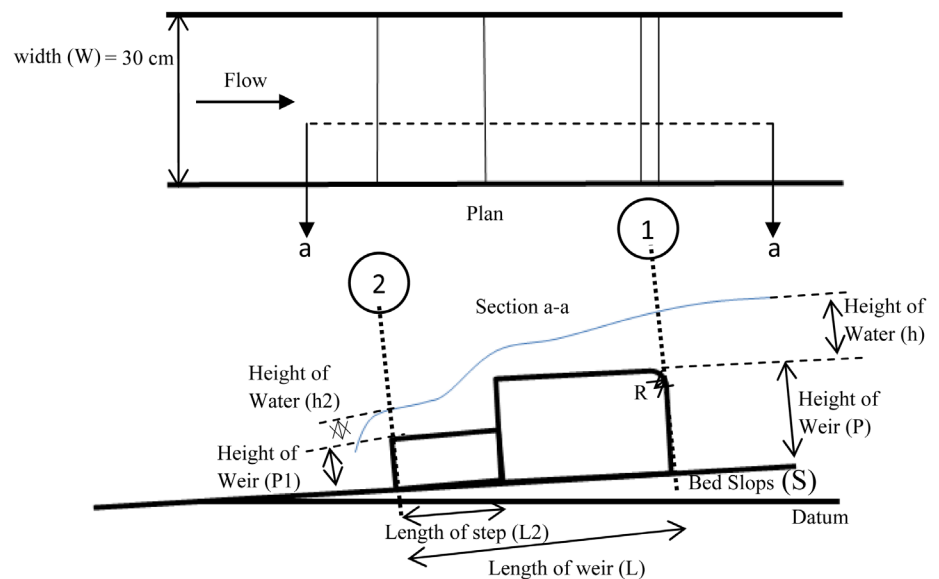 width (W) = 30 cm
Flow
Plan
a
a
1
2
Section a-a
Height of
Water (h)
Height of
Water (h2)
R
Height of
Weir (P)
Height of
Weir (P1)
Bed Slops (S)
Datum
Length of step (L2)
Length of weir (L)